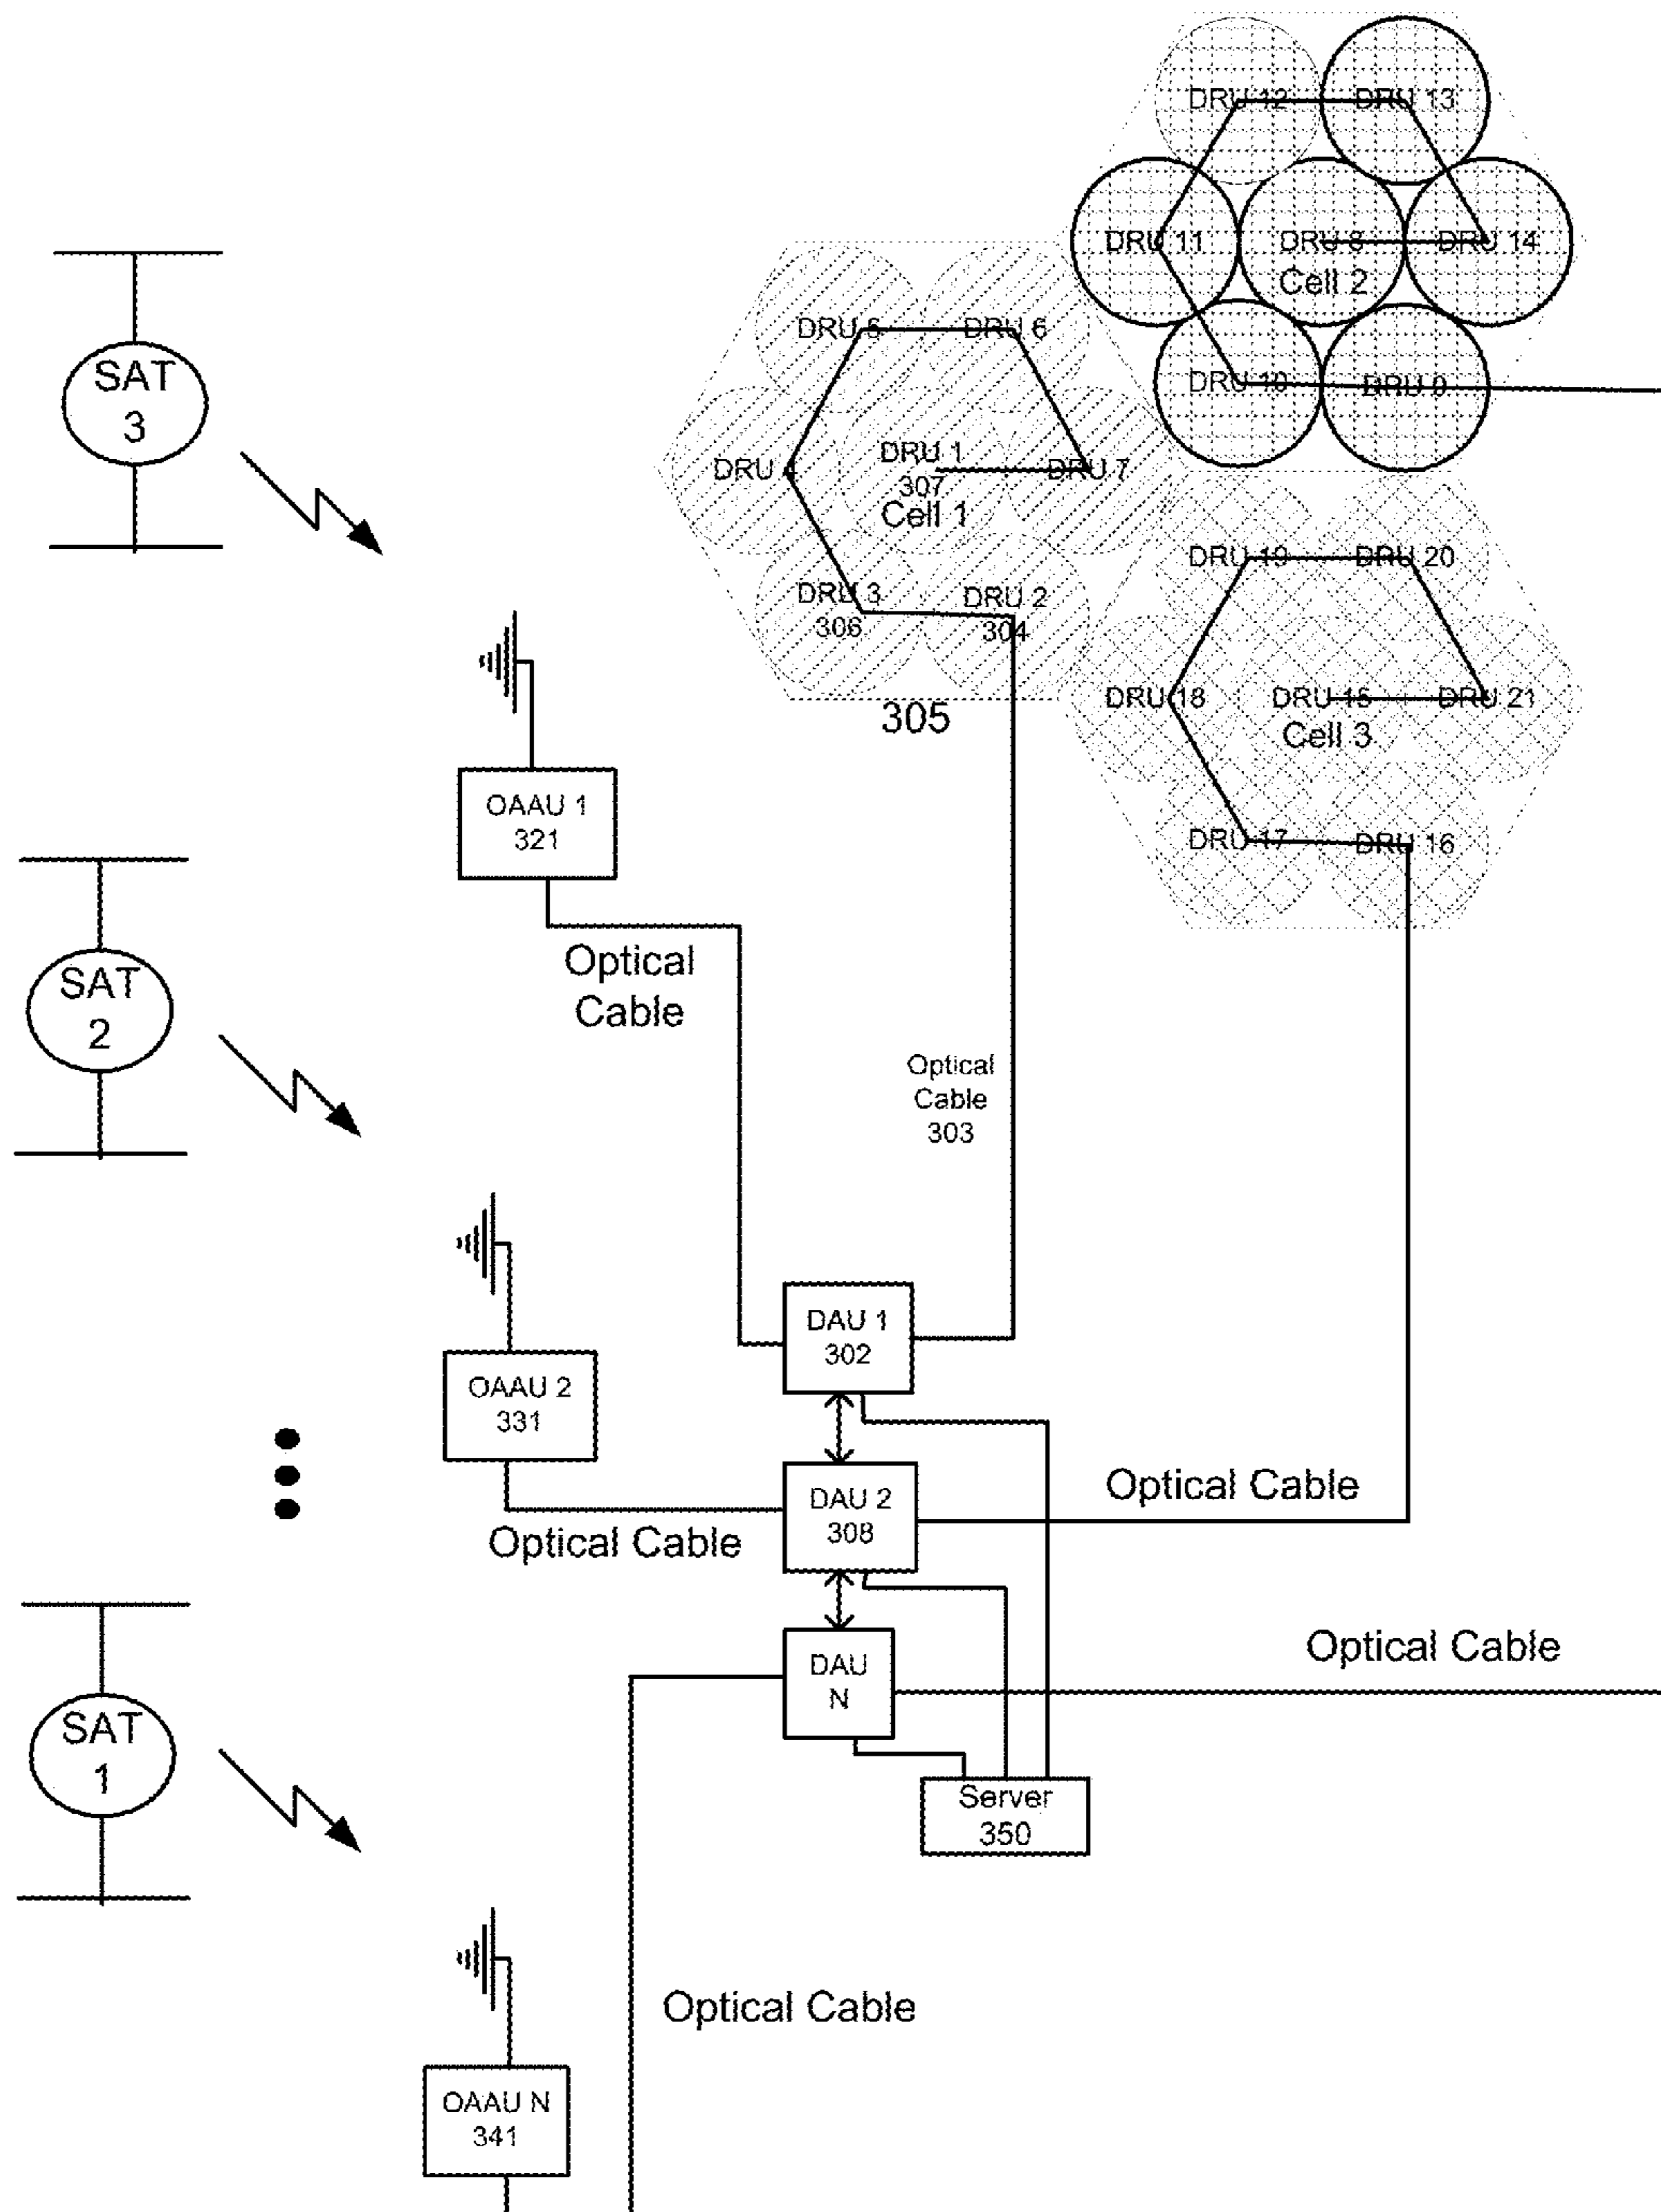 DRU 12
DRU 13
DRU 11
DRU 8
DRU 14
Cell 2
DRU 10
DRU 9
SAT
3
DRU 5
DRU 6
DRU 4
DRU 1
307
DRU 7
Cell 1
DRU 3
306
DRU 2
304
305
DRU 19
DRU 20
DRU 18
DRU 15
DRU 21
Cell 3
DRU 17
DRU 16
OAAU 1
321
Optical
Cable
SAT
2
Optical
Cable
303
DAU 1
302
OAAU 2
331
DAU 2
308
Optical Cable
Optical Cable
DAU
N
Optical Cable
SAT
1
Server
350
Optical Cable
OAAU N
341